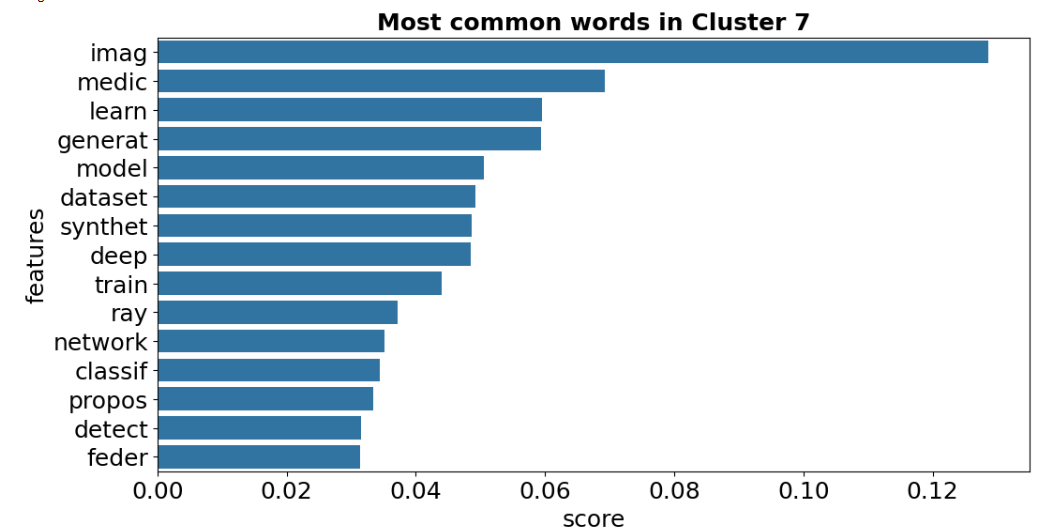 Most common words in Cluster 7
imag
medic
learn
generat
model
dataset
synthet
deep
train
ray
network
classif
propos
detect
feder
features
0.00 0.02 0.04 0.06 0.08 0.10 0.12
score